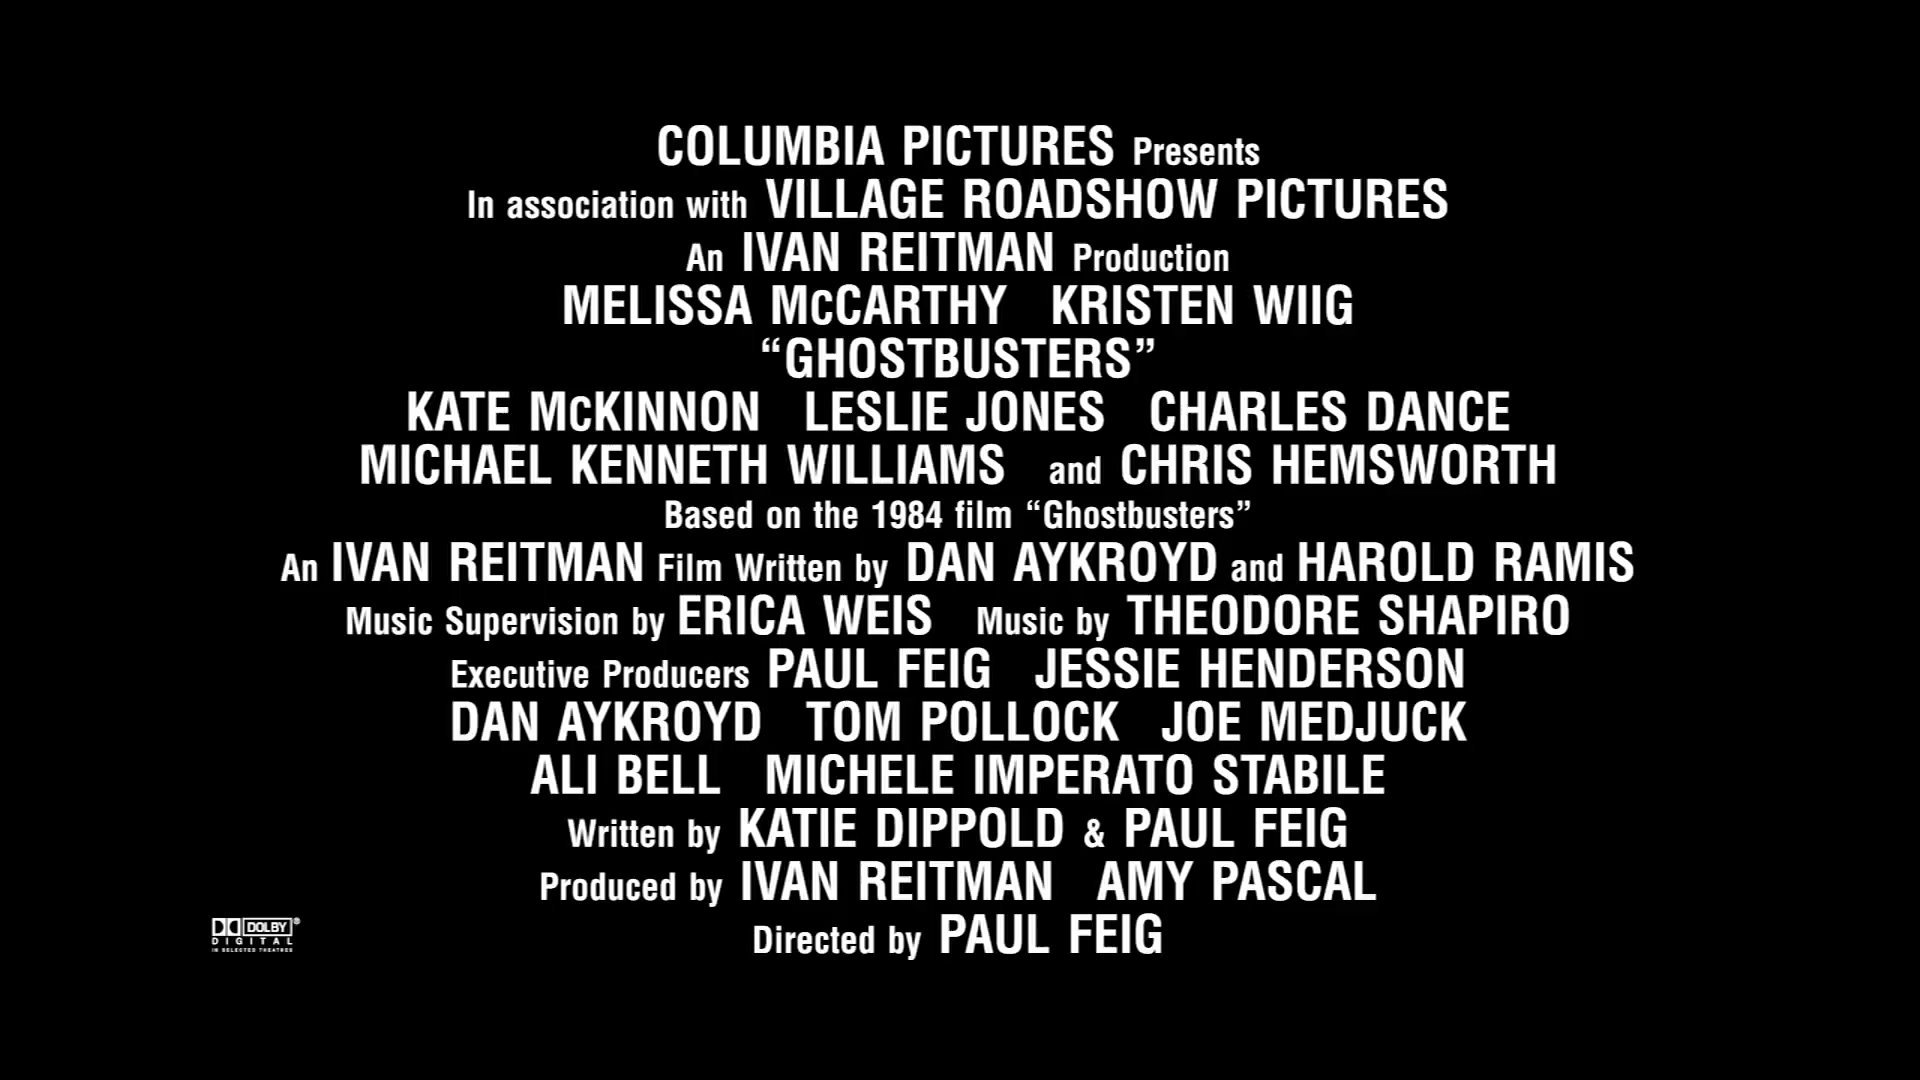 COLUMBIA PICTURES Presents
In association with VILLAGE ROADSHOW PICTURES
An IVAN REITMAN Production
MELISSA McCARTHY KRISTEN WIIG
“GHOSTBUSTERS”
KATE McKINNON LESLIE JONES CHARLES DANCE
MICHAEL KENNETH WILLIAMS and CHRIS HEMSWORTH
Based on the 1984 film “Ghostbusters”
An IVAN REITMAN Film Written by DAN AYKROYD and HAROLD RAMIS
Music Supervision by ERICA WEIS Music by THEODORE SHAPIRO
Executive Producers PAUL FEIG JESSIE HENDERSON
DAN AYKROYD TOM POLLOCK JOE MEDJUCK
ALI BELL MICHELE IMPERATO STABILE
Written by KATIE DIPPOLD & PAUL FEIG
Produced by IVAN REITMAN AMY PASCAL
Directed by PAUL FEIG
DOLBY®
DIGITAL
IN SELECTED THEATRES